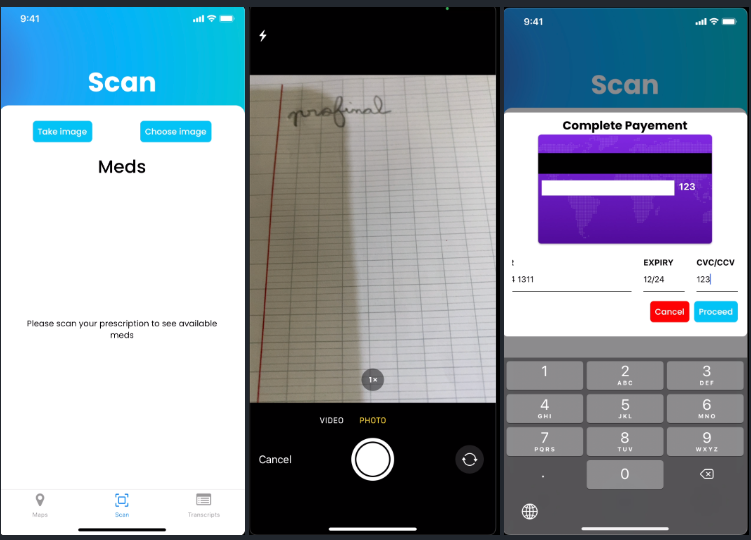 9:41
Scan
Take image
Choose image
Meds
Please scan your prescription to see available
meds
Maps
Scan
Transcripts
profinal
1×
VIDEO PHOTO
Cancel
9:41
Scan
Complete Payement
123
EXPIRY CVC/CCV
4 1311 12/24 123
Cancel Proceed
1 2 ABC 3 DEF
4 GHI 5 JKL 6 MNO
7 PQRS 8 TUV 9 WXYZ
. 0